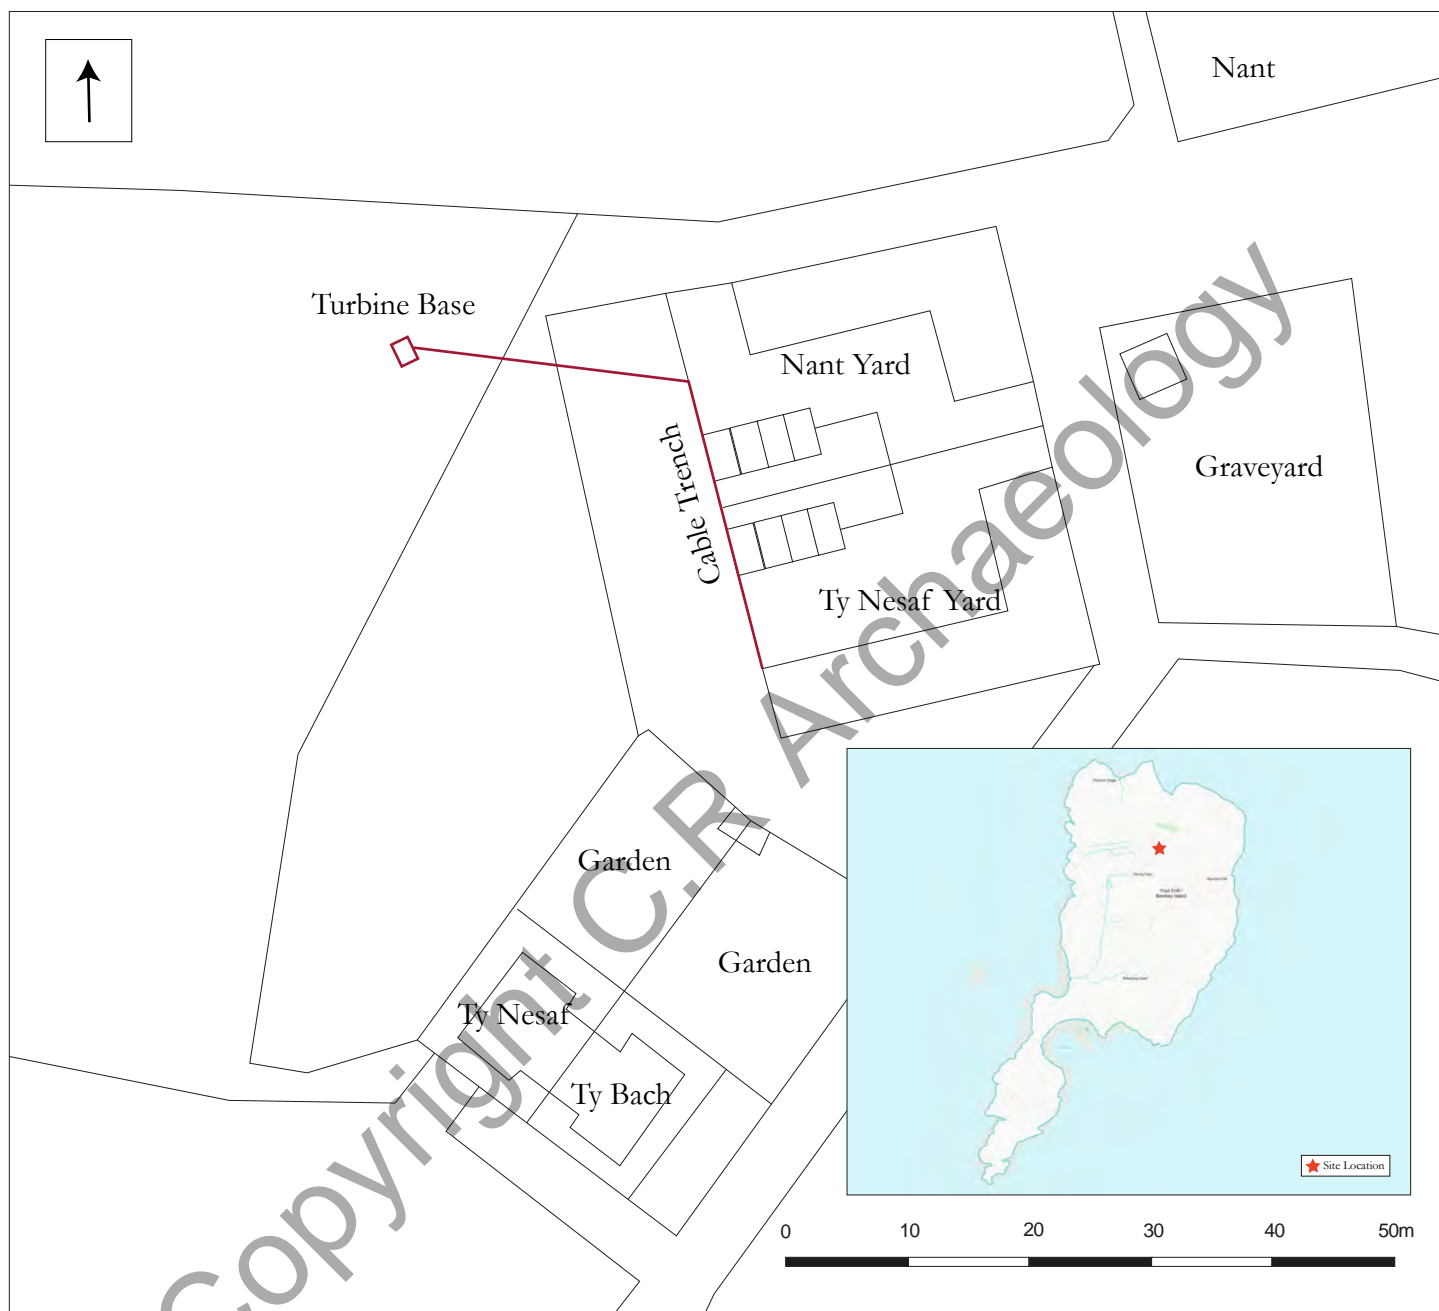 Nant
Turbine Base
Nant Yard
Cable Trench
Graveyard
Ty Nesaf Yard
Garden
Garden
Ty Nesaf
Ty Bach
Copyright C.R Archaeology
Site Location
0 10 20 30 40 50m